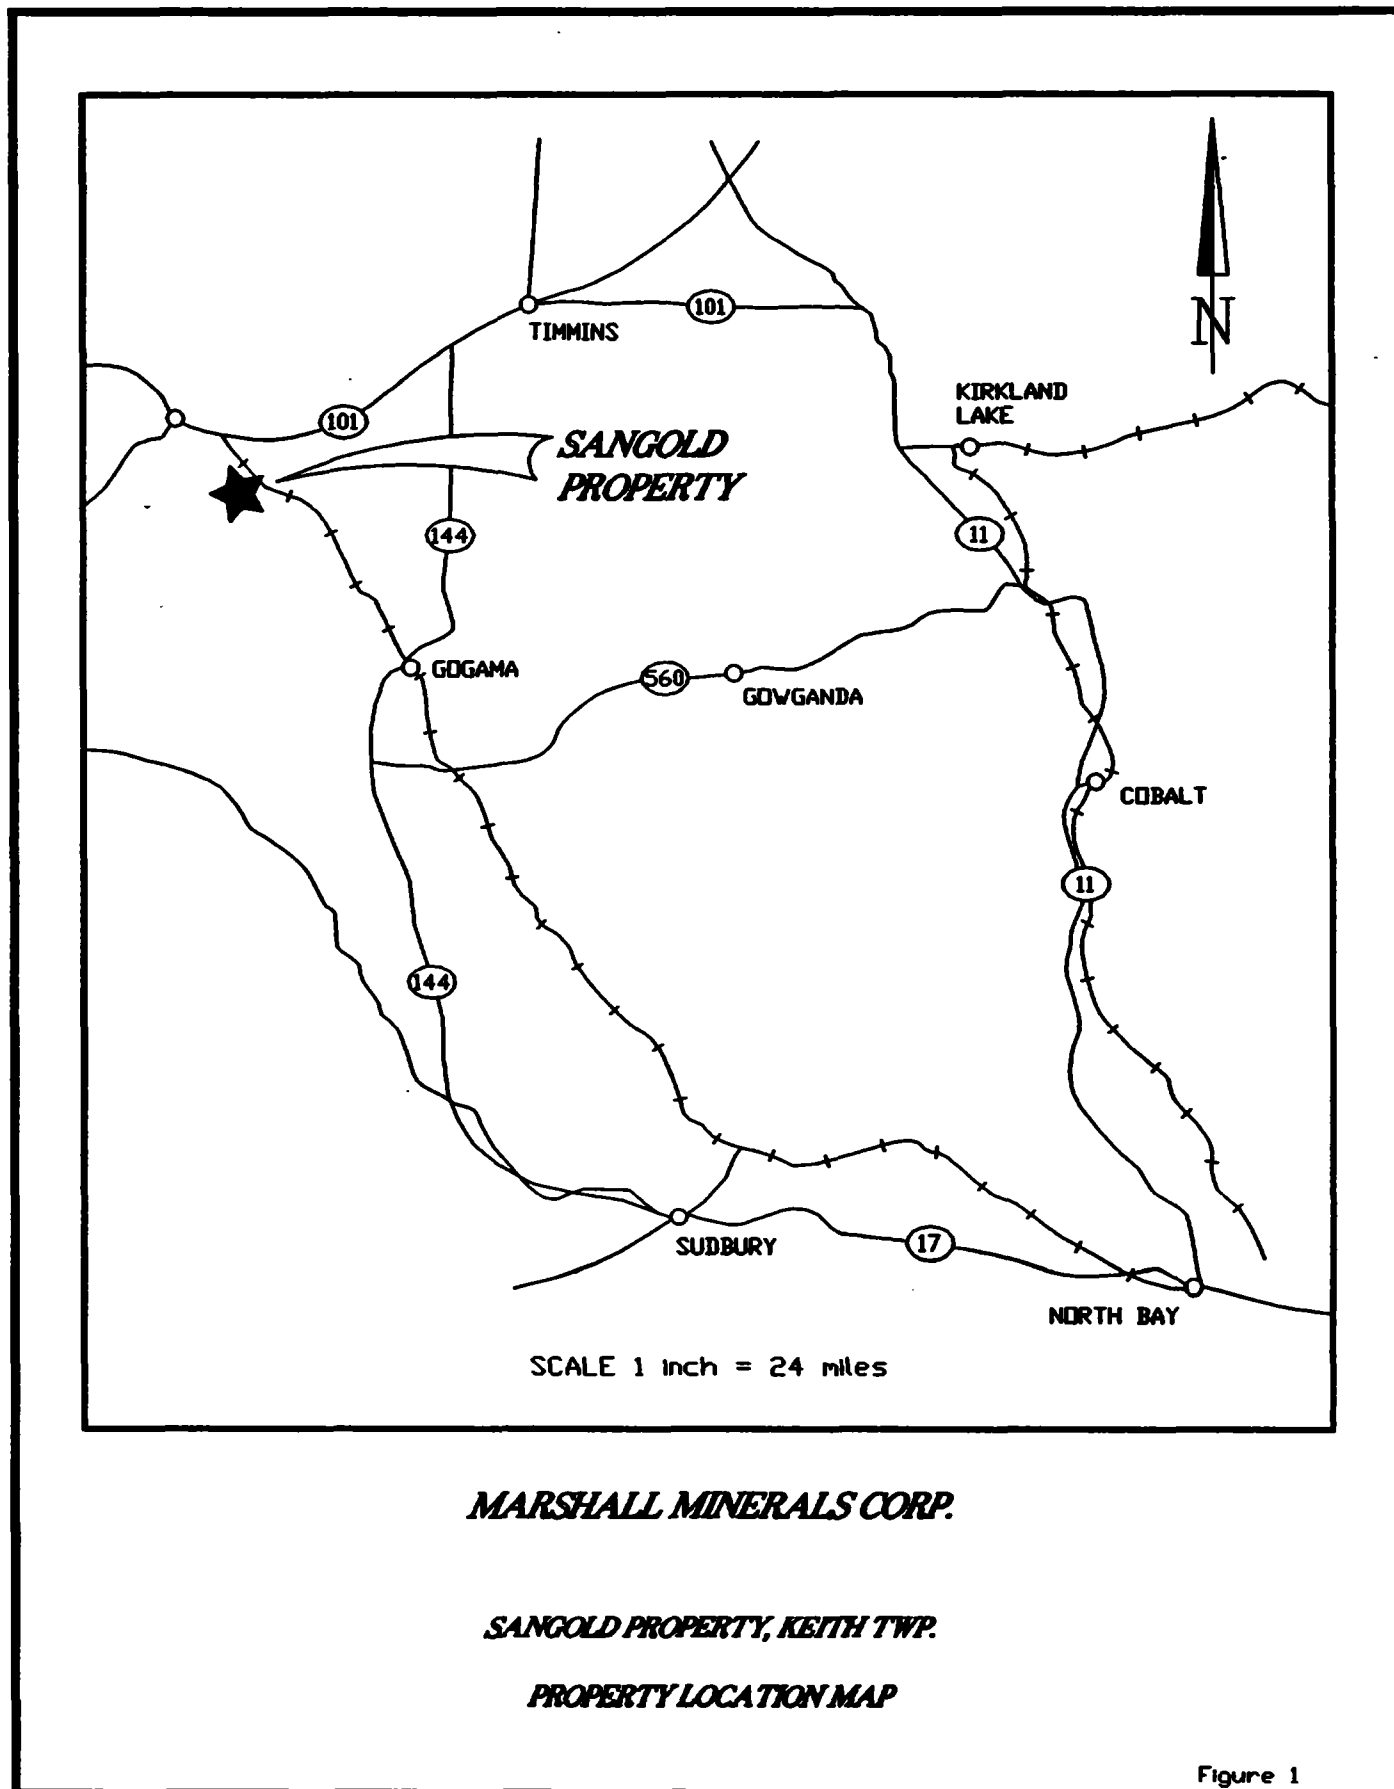 N
101
TIMMINS
KIRKLAND
LAKE
101
SANGOLD
PROPERTY
144
11
GOGAMA
560
GOWGANDA
COBALT
11
144
17
SUDBURY
NORTH BAY
SCALE 1 inch = 24 miles
MARSHALL MINERALS CORP.
SANGOLD PROPERTY, KEITH TWP.
PROPERTY LOCATION MAP
Figure 1